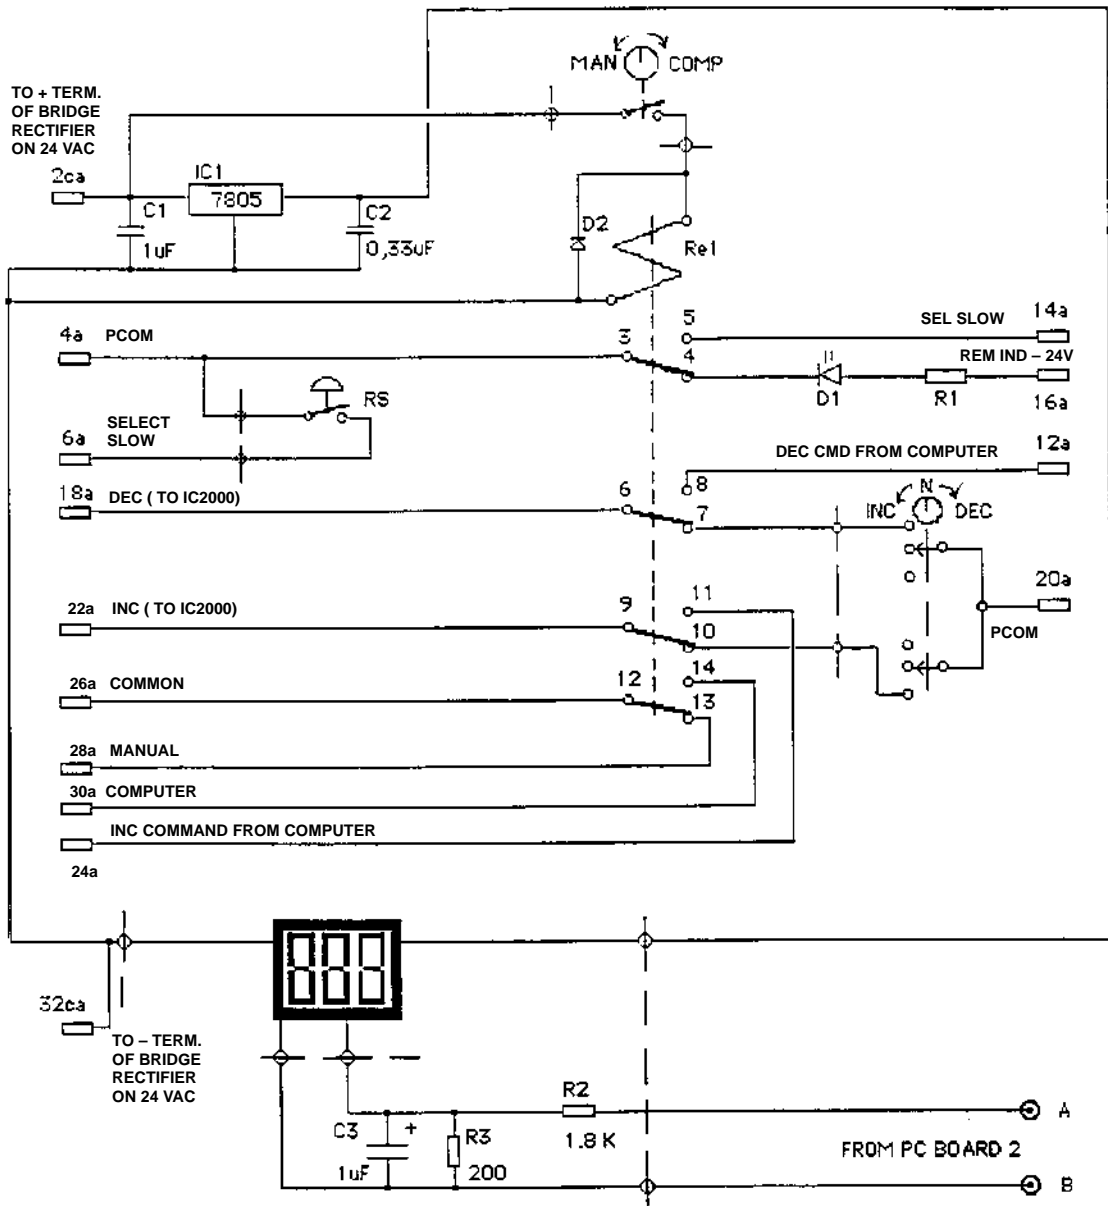 MAN COMP
TO + TERM.
OF BRIDGE
RECTIFIER
ON 24 VAC
1
2ca
IC1
7805
C1
1uF
C2
0,33uF
D2
Re1
4a PCOM
3
5
4
SEL SLOW
14a
REM IND – 24V
D1
R1
16a
RS
SELECT
SLOW
6a
DEC CMD FROM COMPUTER
12a
18a DEC ( TO IC2000)
6
8
7
INC N DEC
20a
PCOM
22a INC ( TO IC2000)
9
11
10
26a COMMON
12
14
13
28a MANUAL
30a COMPUTER
INC COMMAND FROM COMPUTER
24a
888
32ca
TO – TERM.
OF BRIDGE
RECTIFIER
ON 24 VAC
C3
+
1uF
R3
200
R2
1.8 K
A
FROM PC BOARD 2
B